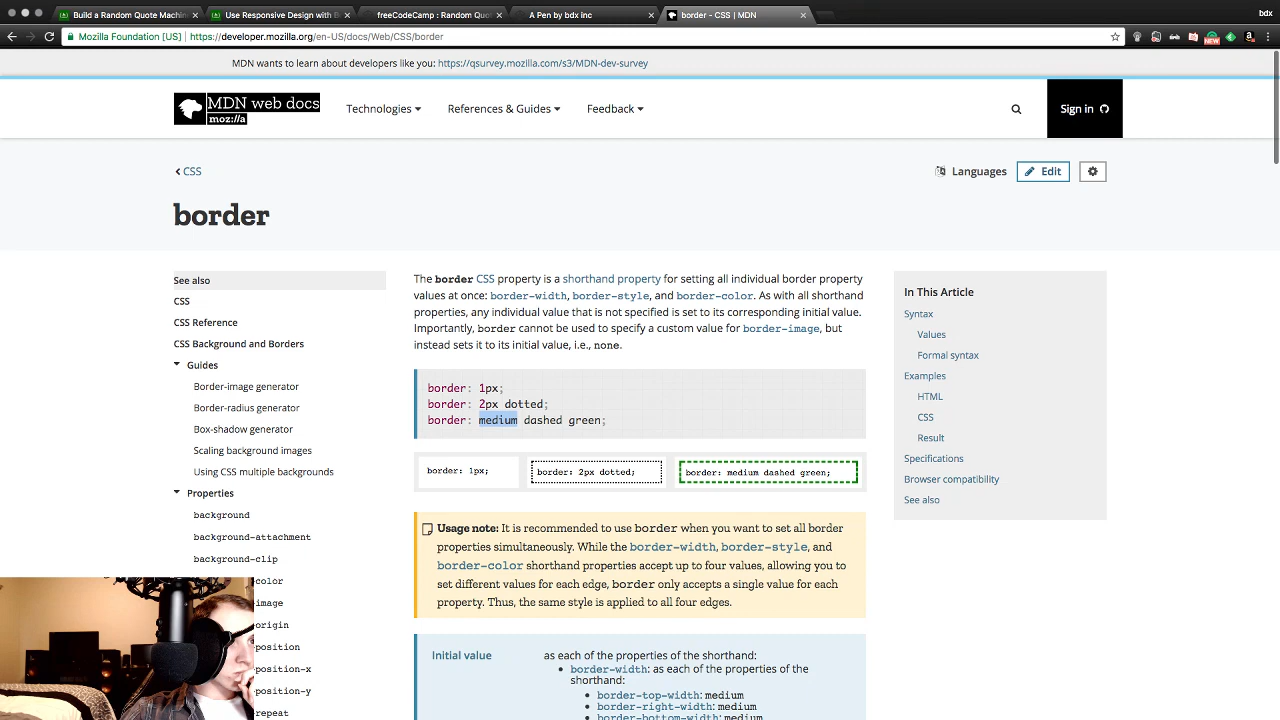 Build a Random Quote Machin
Use Responsive Design with B
freeCodeCamp : Random Quo
A Pen by bdx inc
border - CSS | MDN
bdx
Mozilla Foundation [US]
https://developer.mozilla.org/en-US/docs/Web/CSS/border
NEW
MDN wants to learn about developers like you: https://qsurvey.mozilla.com/s3/MDN-dev-survey
MDN web docs
moz://a
Technologies
References & Guides
Feedback
Sign in
CSS
Languages
Edit
border
See also
CSS
CSS Reference
CSS Background and Borders
Guides
Border-image generator
Border-radius generator
Box-shadow generator
Scaling background images
Using CSS multiple backgrounds
Properties
background
background-attachment
background-clip
color
image
origin
position
position-x
position-y
repeat
The border CSS property is a shorthand property for setting all individual border property
values at once: border-width, border-style, and border-color. As with all shorthand
properties, any individual value that is not specified is set to its corresponding initial value.
Importantly, border cannot be used to specify a custom value for border-image, but
instead sets it to its initial value, i.e., none.
border: 1px;
border: 2px dotted;
border: medium dashed green;
border: 1px;
border: 2px dotted;
border: medium dashed green;
Usage note: It is recommended to use border when you want to set all border
properties simultaneously. While the border-width, border-style, and
border-color shorthand properties accept up to four values, allowing you to
set different values for each edge, border only accepts a single value for each
property. Thus, the same style is applied to all four edges.
Initial value
as each of the properties of the shorthand:
border-width: as each of the properties of the
shorthand:
border-top-width: medium
border-right-width: medium
border-bottom-width: medium
In This Article
Syntax
Values
Formal syntax
Examples
HTML
CSS
Result
Specifications
Browser compatibility
See also